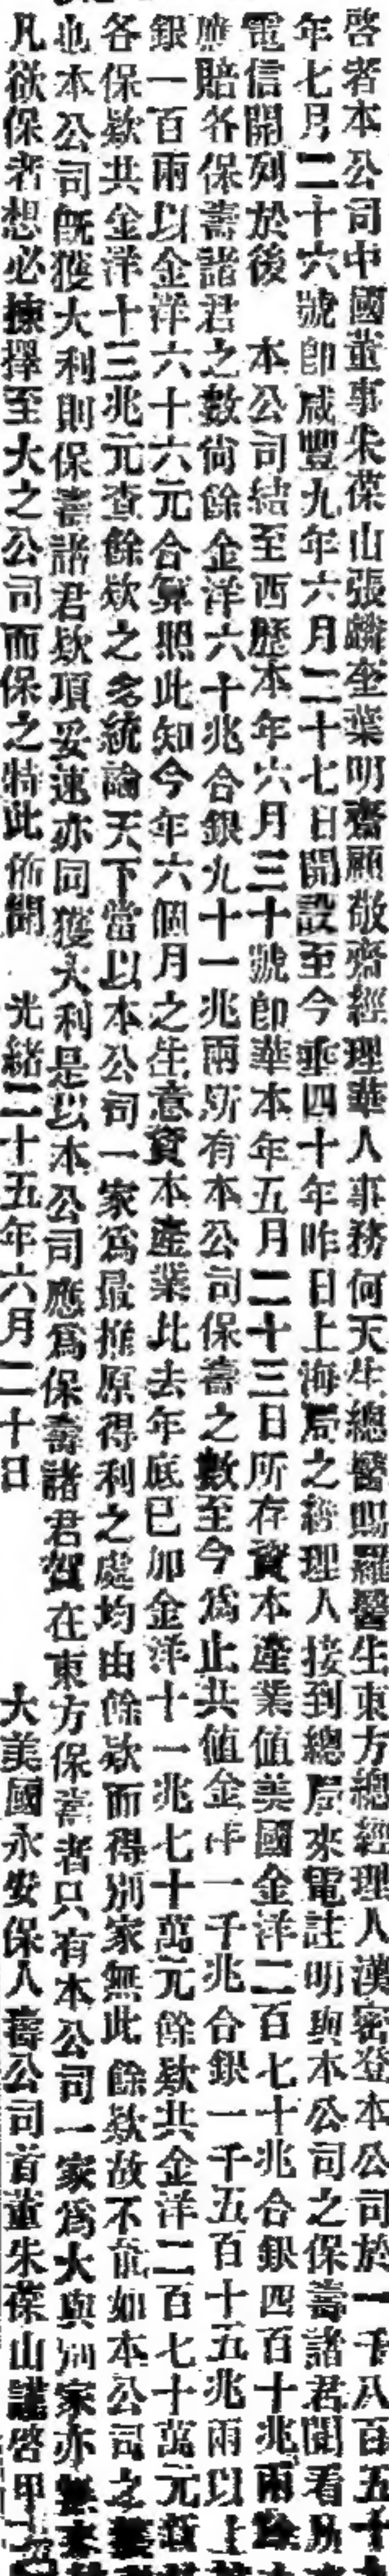 啓者本公司中國董事朱葆山張麟奎葉明齋顧敬齋經理華人事務何天生總醫賜羅醫生東方總經理人漢密登本公司於一千八百五十
年七月二十六號卽咸豐九年六月二十七日開設至今垂四十年昨日上海局之經理人接到總局來電註明與本公司之保壽諸君閱看所
電信開列於後 本公司結至西歷本年六月三十號卽華本年五月二十三日所存資本產業值美國金洋二百七十兆合銀四百十兆兩除
應賠各保壽諸君之數尙餘金洋六十兆合銀九十一兆兩所有本公司保壽之數至今爲止共値金洋一千兆合銀一千五百十五兆兩以上
銀一百兩以金洋六十六元合算照此知今年六個月之生意資本產業比去年底已加金洋十一兆七十萬元餘欵共金洋二百七十萬元
各保欵共金洋十三兆元查餘欵之多統論天下當以本公司一家爲最推原得利之處均由餘欵而得別家無此餘欵故不能如本公司之
也本公司旣獲大利則保壽諸君欵項妥速亦同獲大利是以本公司應爲保壽諸君賀在東方保壽者只有本公司一家爲大與別家亦
凡欲保者想必揀擇至大之公司而保之特此佈聞 光緒二十五年六月二十日 大美國永安保人壽公司首董朱葆山謹啓